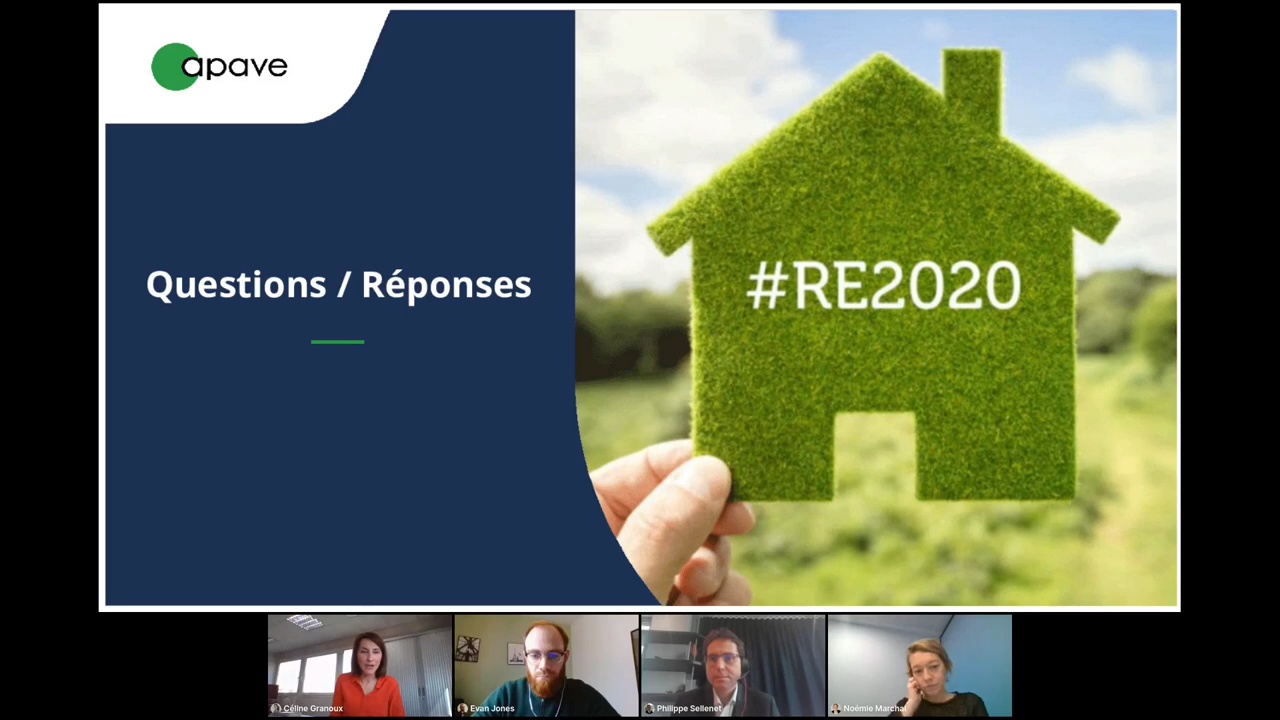 apave
Questions / Réponses
#RE2020
Céline Granoux
Evan Jones
Philippe Sellenet
Noémie Marchal